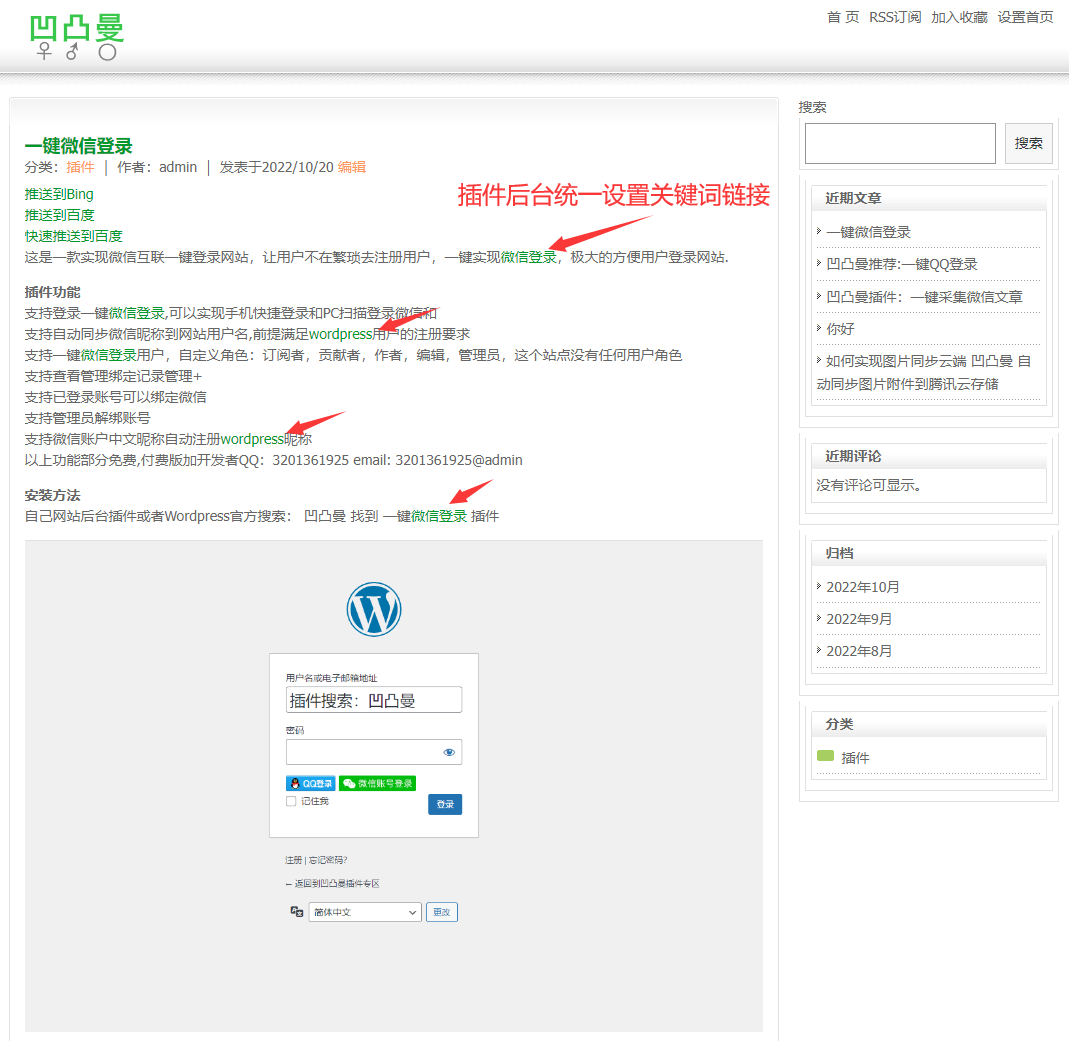 凹凸曼
首 页 RSS订阅 加入收藏 设置首页
一键微信登录
分类：插件 │ 作者：admin │ 发表于2022/10/20 编辑
推送到Bing
推送到百度
快速推送到百度
插件后台统一设置关键词链接
这是一款实现微信互联一键登录网站，让用户不在繁琐去注册用户，一键实现微信登录，极大的方便用户登录网站.
插件功能
支持登录一键微信登录,可以实现手机快捷登录和PC扫描登录微信和
支持自动同步微信昵称到网站用户名,前提满足wordpress用户的注册要求
支持一键微信登录用户，自定义角色：订阅者，贡献者，作者，编辑，管理员，这个站点没有任何用户角色
支持查看管理绑定记录管理+
支持已登录账号可以绑定微信
支持管理员解绑账号
支持微信账户中文昵称自动注册wordpress昵称
以上功能部分免费,付费版加开发者QQ：3201361925 email: 3201361925@admin
安装方法
自己网站后台插件或者Wordpress官方搜索： 凹凸曼 找到 一键微信登录 插件
用户名或电子邮箱地址
插件搜索：凹凸曼
密码
QQ登录 微信账号登录
记住我
登录
注册 | 忘记密码?
← 返回到凹凸曼插件专区
简体中文 更改
搜索
搜索
近期文章
一键微信登录
凹凸曼推荐:一键QQ登录
凹凸曼插件：一键采集微信文章
你好
如何实现图片同步云端 凹凸曼 自
动同步图片附件到腾讯云存储
近期评论
没有评论可显示。
归档
2022年10月
2022年9月
2022年8月
分类
插件